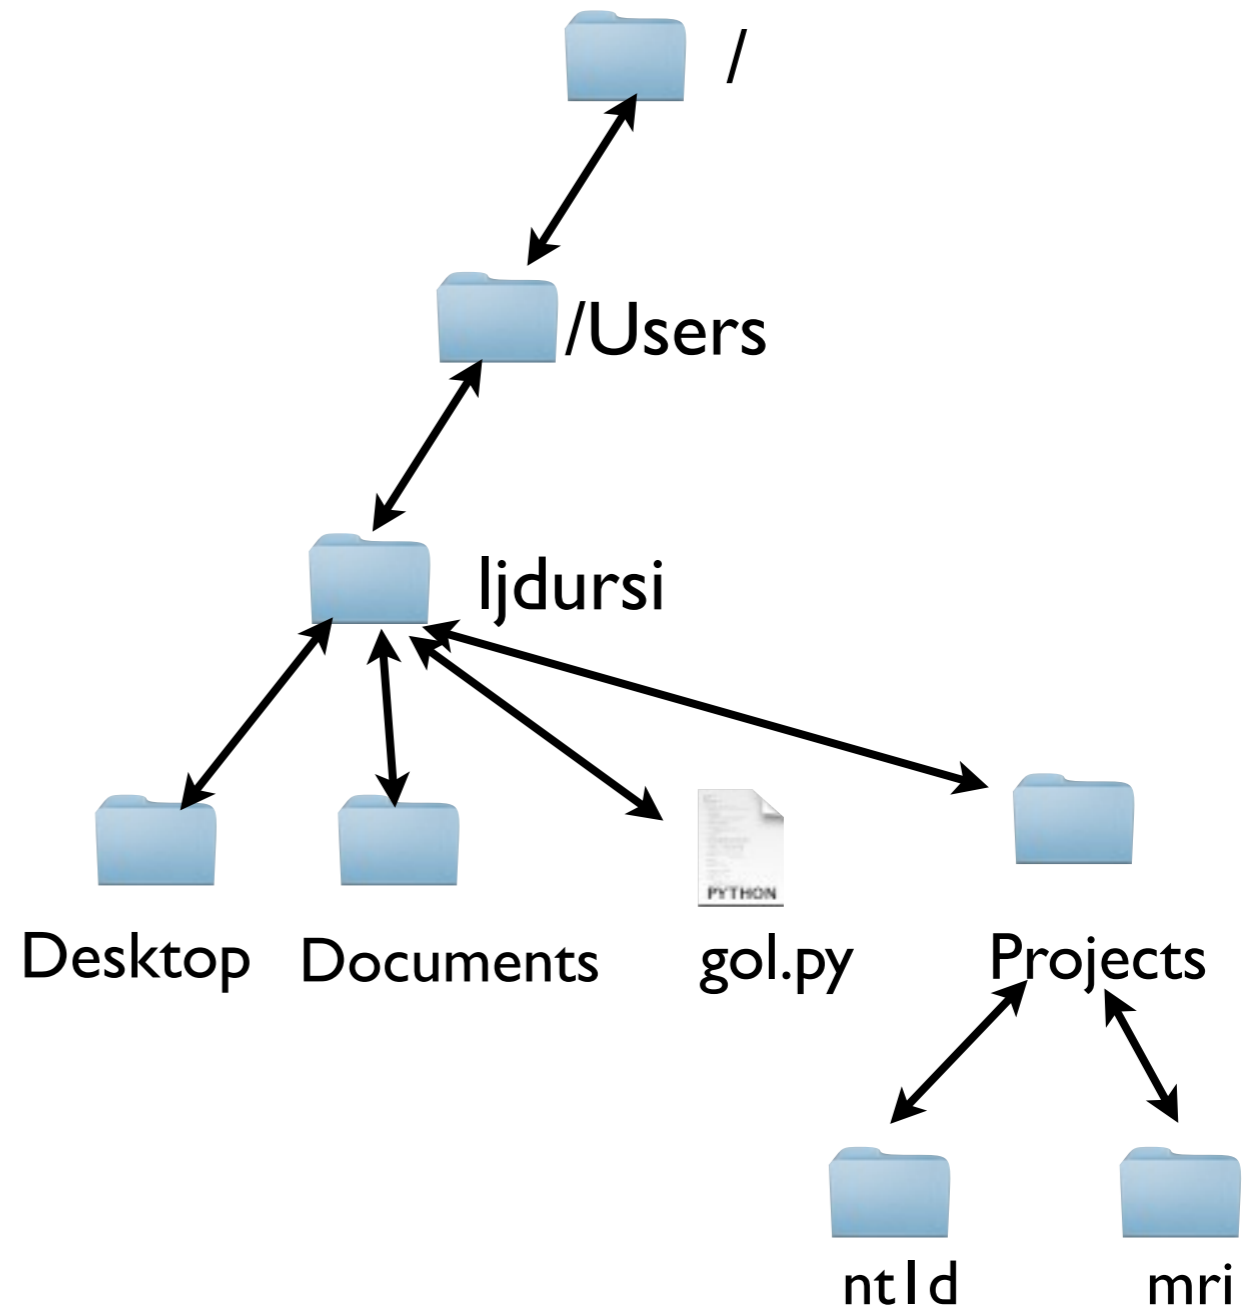 /
/Users
ljdursi
PYTHON
Desktop
Documents
gol.py
Projects
nt1d
mri